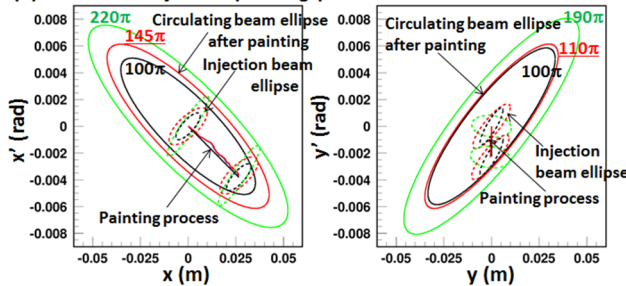 220π
145π
100π
Circulating beam ellipse
after painting
Injection beam
ellipse
Painting process
x' (rad)
0.008
0.006
0.004
0.002
0
-0.002
-0.004
-0.006
-0.008
-0.05
-0.025
0
0.025
0.05
x (m)
190π
110π
100π
Circulating beam ellipse
after painting
Injection
beam ellipse
Painting process
y' (rad)
0.008
0.006
0.004
0.002
0
-0.002
-0.004
-0.006
-0.008
-0.05
-0.025
0
0.025
0.05
y (m)